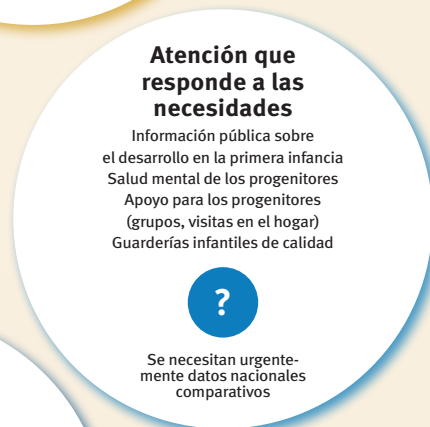 Atención que
responde a las
necesidades
Información pública sobre
el desarrollo en la primera infancia
Salud mental de los progenitores
Apoyo para los progenitores
(grupos, visitas en el hogar)
Guarderías infantiles de calidad
?
Se necesitan urgente-
mente datos nacionales
comparativos